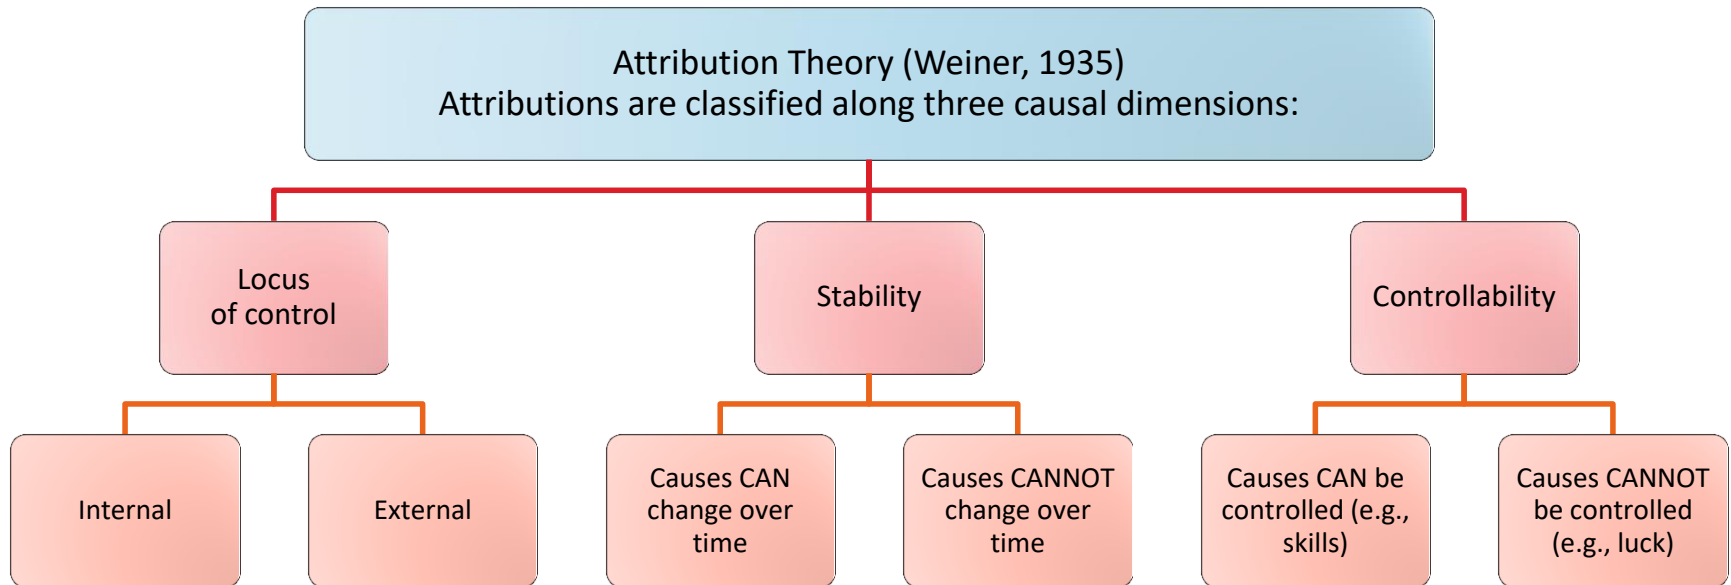 Attribution Theory (Weiner, 1935)
Attributions are classified along three causal dimensions:
Locus
of control
Stability
Controllability
Internal
External
Causes CAN
change over
time
Causes CANNOT
change over
time
Causes CAN be
controlled (e.g.,
skills)
Causes CANNOT
be controlled
(e.g., luck)